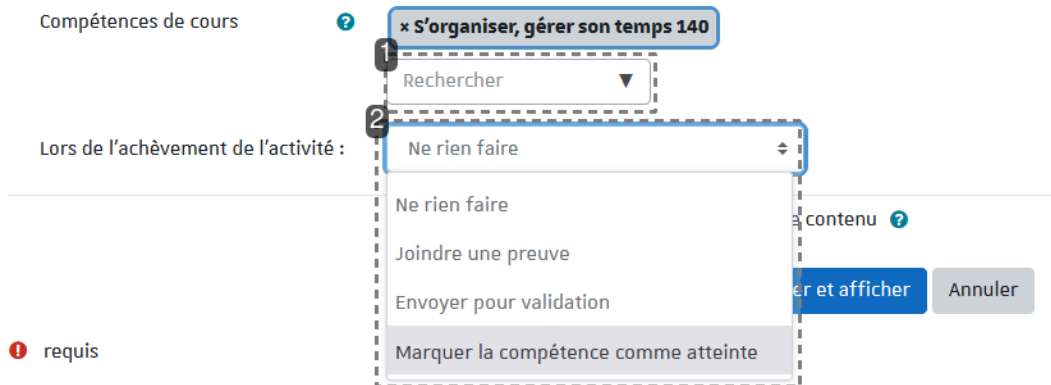 Compétences de cours
× S'organiser, gérer son temps 140
1
Rechercher
2
Lors de l'achèvement de l'activité :
Ne rien faire
Ne rien faire
contenu
Joindre une preuve
et afficher
Annuler
Envoyer pour validation
requis
Marquer la compétence comme atteinte